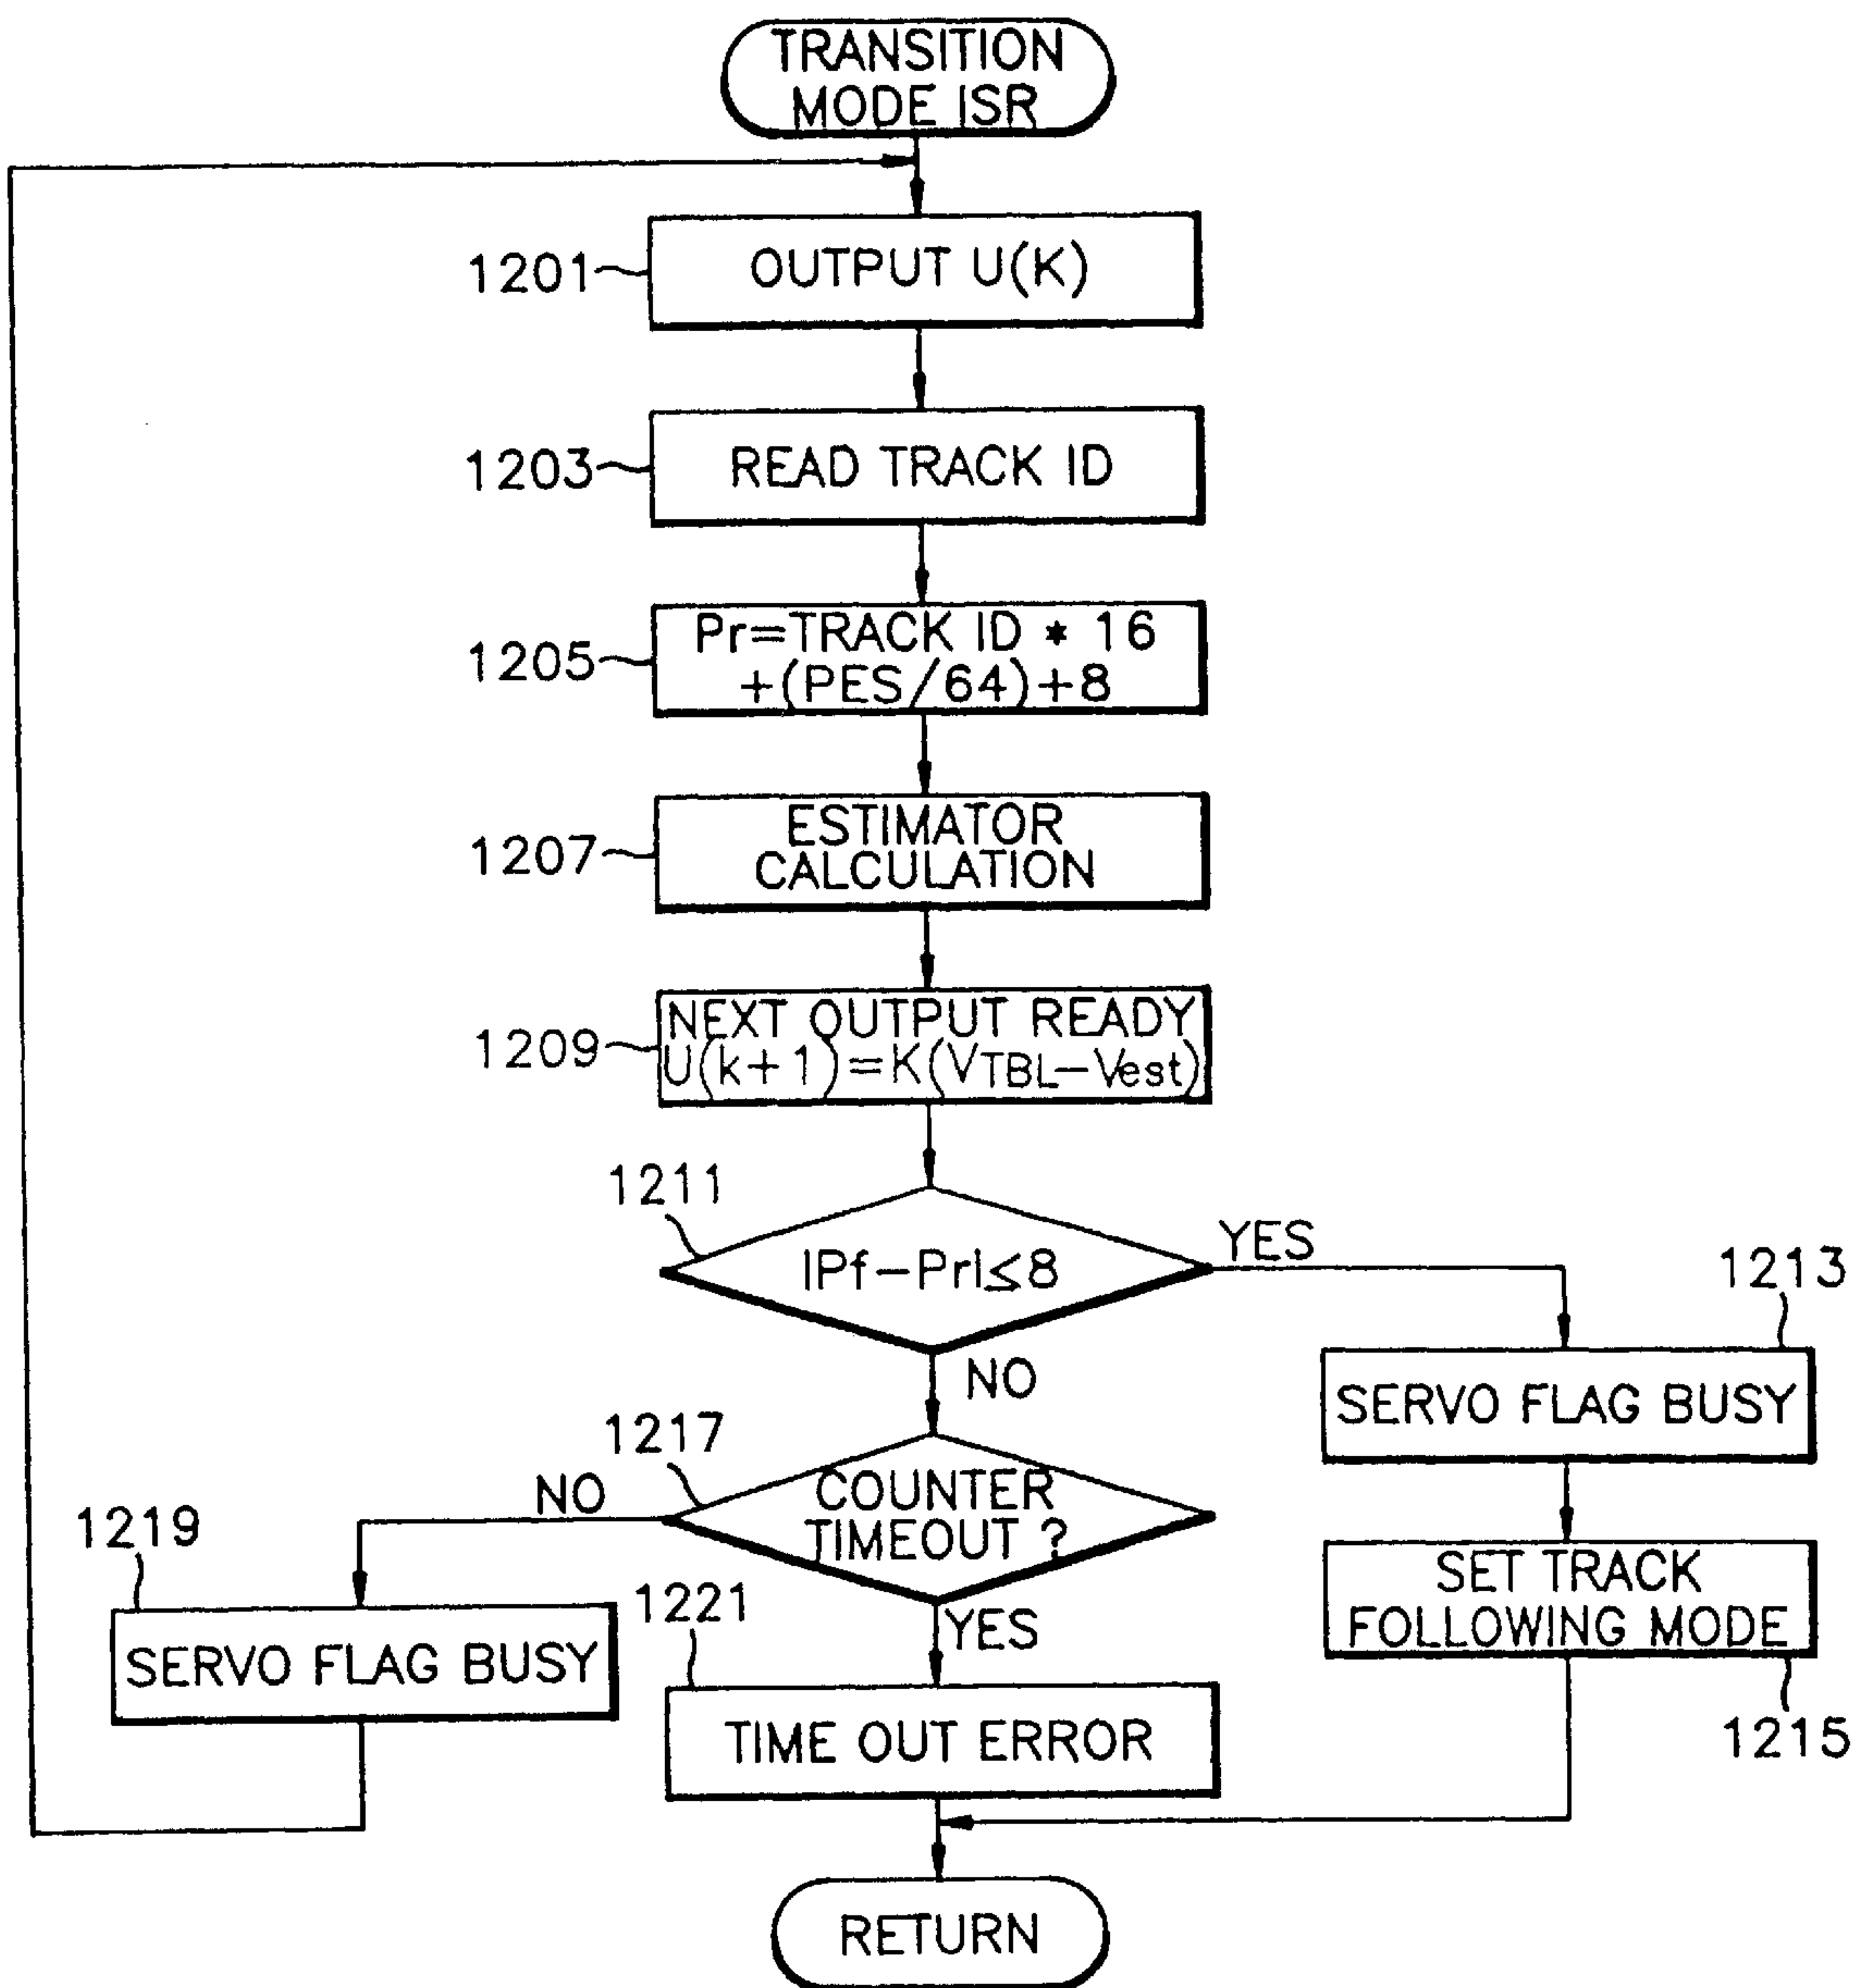 TRANSITION
MODE ISR
1201
OUTPUT U(K)
1203
READ TRACK ID
1205
Pr=TRACK ID * 16
+(PES/64)+8
1207
ESTIMATOR
CALCULATION
1209
NEXT OUTPUT READY
U(k+1)=K(VTBL-Vest)
1211
|Pf-Pr|≤8
YES
NO
1213
SERVO FLAG BUSY
1217
COUNTER
TIMEOUT ?
NO
YES
1219
SERVO FLAG BUSY
1221
TIME OUT ERROR
SET TRACK
FOLLOWING MODE
1215
RETURN